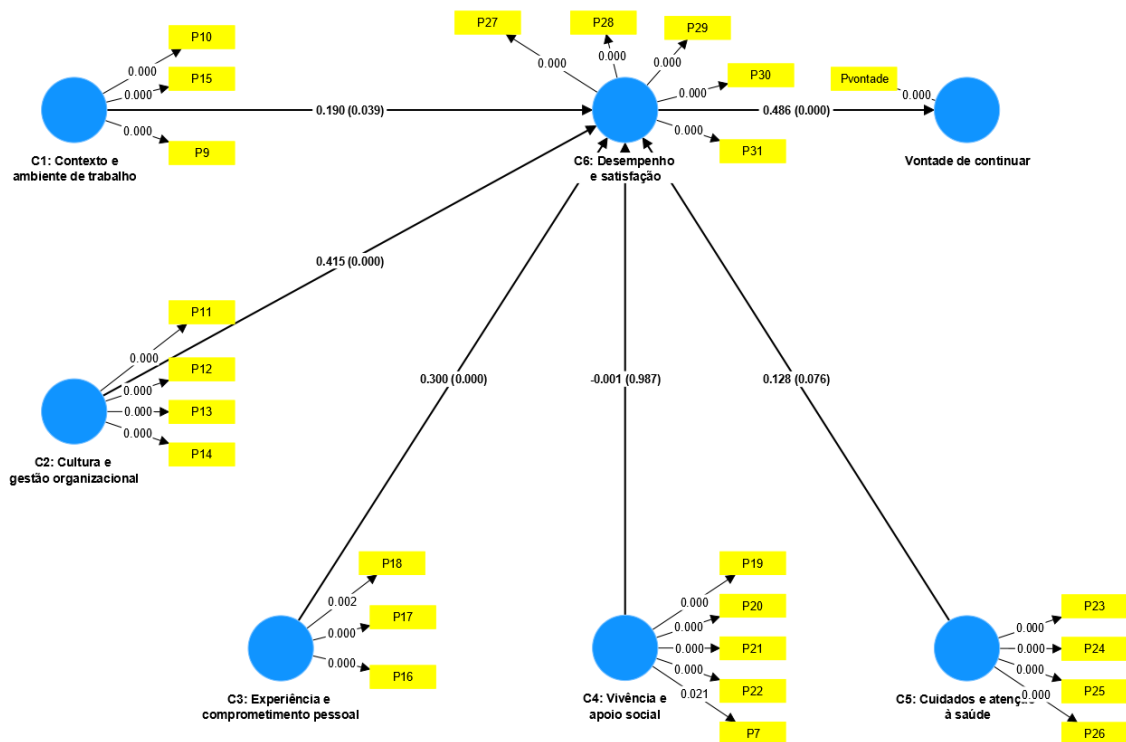 P10
0.000
P15
0.000
0.000
P9
C1: Contexto e
ambiente de trabalho
0.190 (0.039)
P27
P28
P29
0.000
0.000
0.000
P30
0.000
0.000
P31
C6: Desempenho
e satisfação
0.486 (0.000)
Pvontade
0.000
Vontade de continuar
0.415 (0.000)
P11
0.000
P12
0.000
P13
0.000
0.000
P14
C2: Cultura e
gestão organizacional
0.300 (0.000)
-0.001 (0.987)
0.128 (0.076)
P18
0.002
P17
0.000
0.000
P16
C3: Experiência e
comprometimento pessoal
P19
0.000
P20
0.000
P21
0.000
0.000
P22
0.021
P7
C4: Vivência e
apoio social
P23
0.000
P24
0.000
0.000
P25
0.000
P26
C5: Cuidados e atenção
à saúde